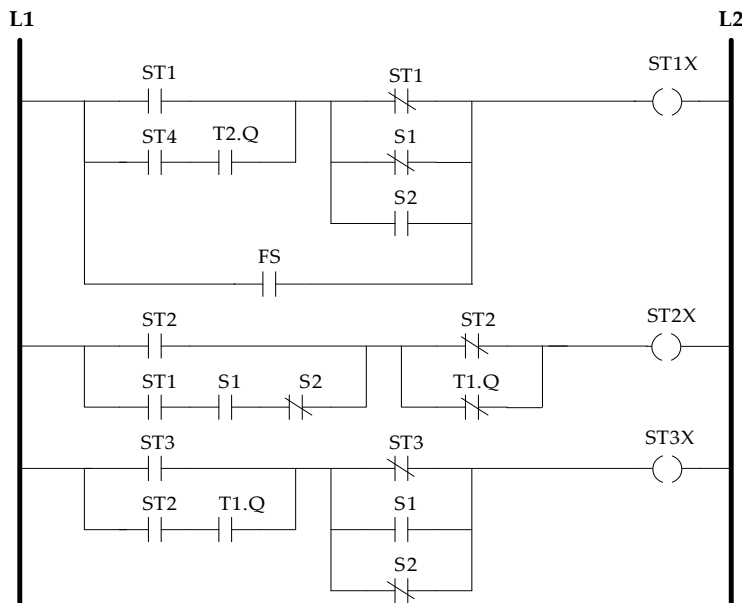 L1 L2
ST1 ST1 ST1X
ST4 T2.Q S1
S2
FS
ST2 ST2 ST2X
ST1 S1 S2 T1.Q
ST3 ST3 ST3X
ST2 T1.Q S1
S2